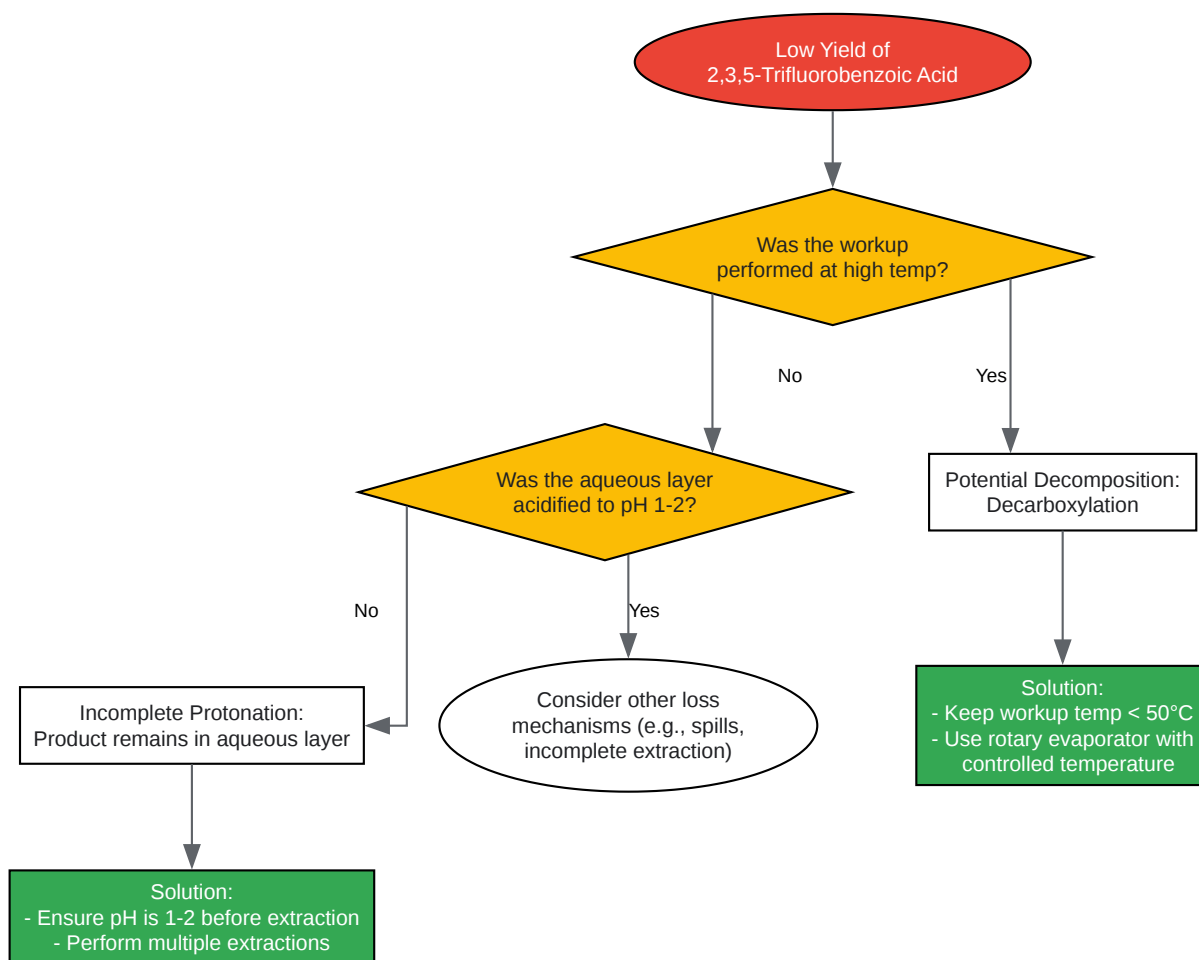 Low Yield of
2,3,5-Trifluorobenzoic Acid
Was the workup
performed at high temp?
No
Yes
Was the aqueous layer
acidified to pH 1-2?
Potential Decomposition:
Decarboxylation
No
Yes
Incomplete Protonation:
Product remains in aqueous layer
Consider other loss
mechanisms (e.g., spills,
incomplete extraction)
Solution:
- Keep workup temp < 50°C
- Use rotary evaporator with
controlled temperature
Solution:
- Ensure pH is 1-2 before extraction
- Perform multiple extractions